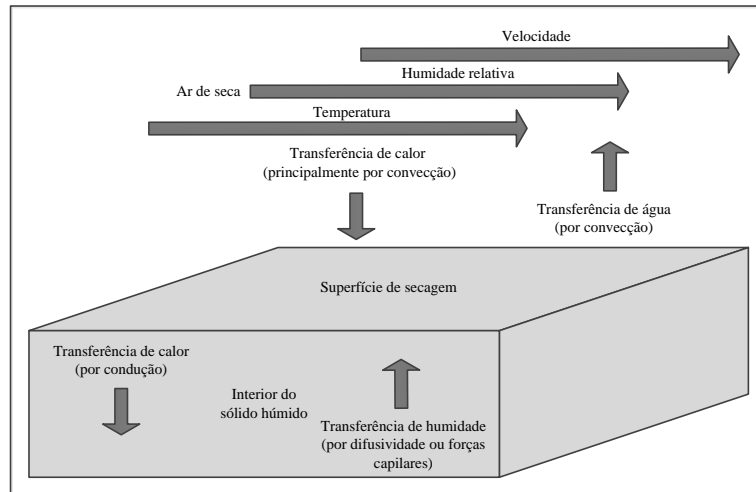 Velocidade
Humidade relativa
Ar de seca
Temperatura
Transferência de calor
(principalmente por convecção)
Transferência de água
(por convecção)
Superfície de secagem
Transferência de calor
(por condução)
Interior do
sólido húmido
Transferência de humidade
(por difusividade ou forças
capilares)